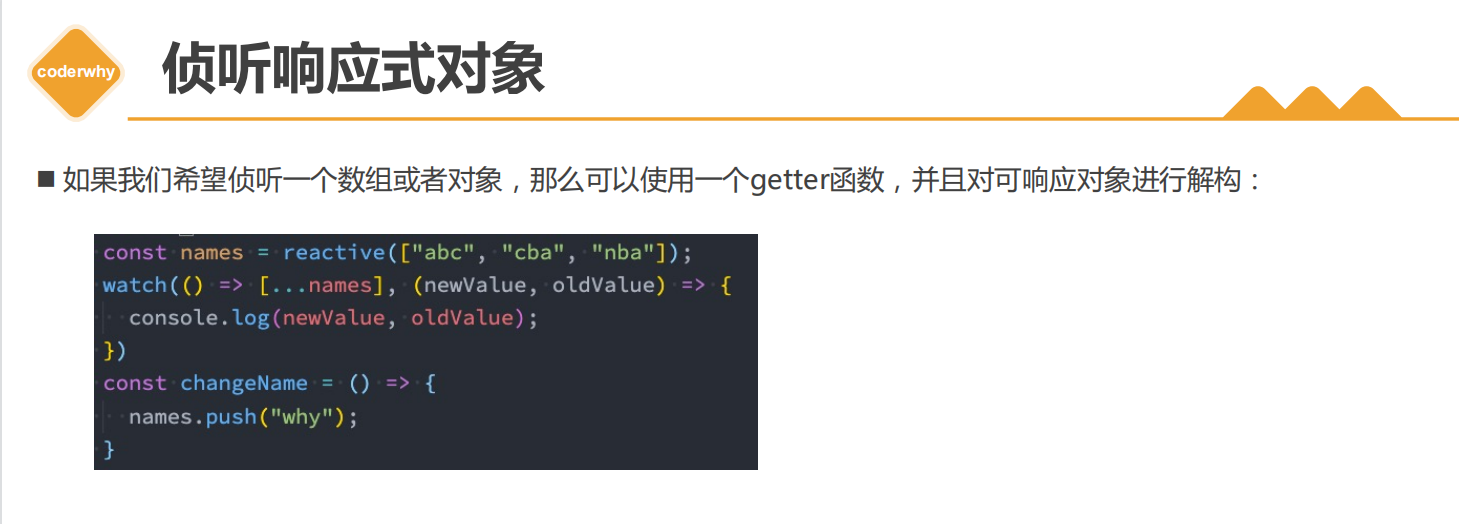 coderwhy
侦听响应式对象
如果我们希望侦听一个数组或者对象，那么可以使用一个getter函数，并且对可响应对象进行解构：
const names = reactive(["abc", "cba", "nba"]);
watch(() => [...names], (newValue, oldValue) => {
  console.log(newValue, oldValue);
})
const changeName = () => {
  names.push("why");
}